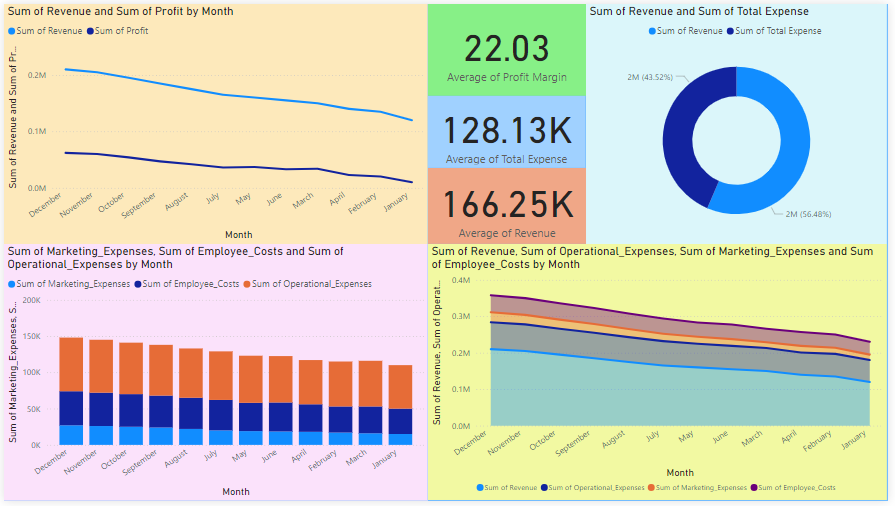 Sum of Revenue and Sum of Profit by Month
Sum of Revenue Sum of Profit
Sum of Revenue and Sum of Pr...
0.2M
0.1M
0.0M
December November October September August July May June March April February January
Month
22.03
Average of Profit Margin
128.13K
Average of Total Expense
166.25K
Average of Revenue
Sum of Revenue and Sum of Total Expense
Sum of Revenue Sum of Total Expense
2M (43.52%)
2M (56.48%)
Sum of Marketing_Expenses, Sum of Employee_Costs and Sum of
Operational_Expenses by Month
Sum of Marketing_Expenses Sum of Employee_Costs Sum of Operational_Expenses
Sum of Marketing_Expenses, S...
200K
150K
100K
50K
0K
December November October September August July May June April February March January
Month
Sum of Revenue, Sum of Operational_Expenses, Sum of Marketing_Expenses and Sum
of Employee_Costs by Month
Sum of Revenue, Sum of Operat...
0.4M
0.3M
0.2M
0.1M
0.0M
December November October September August July May June March April February January
Month
Sum of Revenue Sum of Operational_Expenses Sum of Marketing_Expenses Sum of Employee_Costs